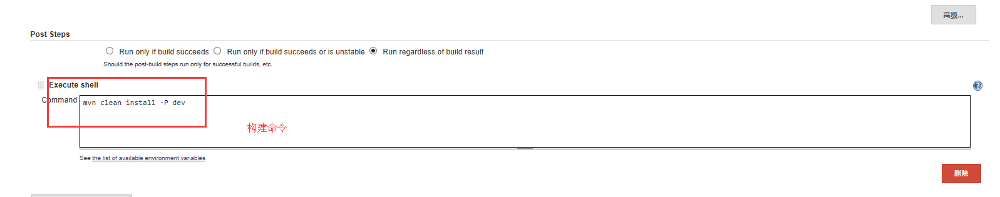 高级...
Post Steps
Run only if build succeeds Run only if build succeeds or is unstable Run regardless of build result
Should the post-build steps run only for successful builds, etc.
Execute shell
Command
mvn clean install -P dev
构建命令
See the list of available environment variables
删除